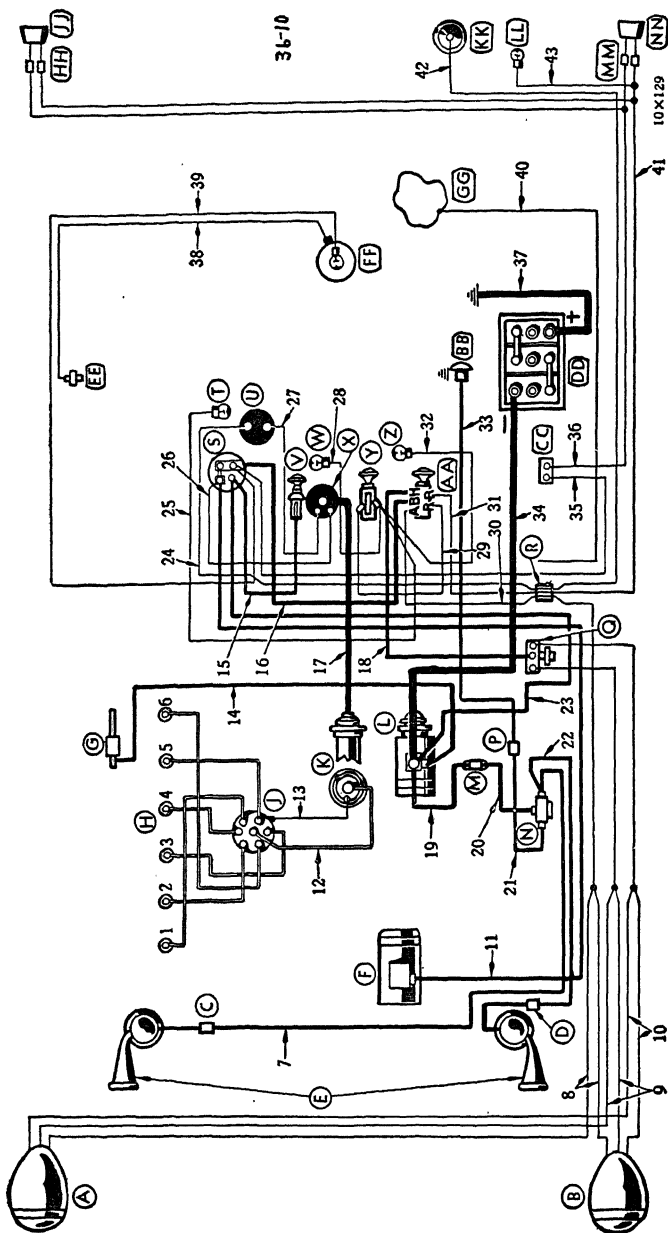 A
B
C
D
E
F
G
H
1
2
3
4
5
6
J
K
L
M
N
P
Q
R
S
T
U
V
W
X
Y
Z
A
B
H
R
R
AA
BB
CC
DD
EE
FF
GG
HH
JJ
KK
LL
MM
NN
7
8
9
10
11
12
13
14
15
16
17
18
19
20
21
22
23
24
25
26
27
28
29
30
31
32
33
34
35
36
37
38
39
40
41
42
43
−
+
36-10
10×129